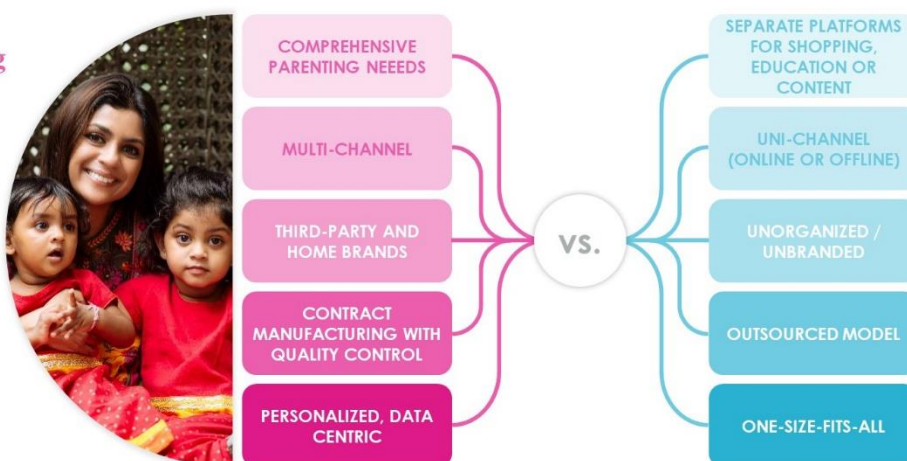 g
COMPREHENSIVE
PARENTING NEEEDS
MULTI-CHANNEL
THIRD-PARTY AND
HOME BRANDS
CONTRACT
MANUFACTURING WITH
QUALITY CONTROL
PERSONALIZED, DATA
CENTRIC
VS.
SEPARATE PLATFORMS
FOR SHOPPING,
EDUCATION OR
CONTENT
UNI-CHANNEL
(ONLINE OR OFFLINE)
UNORGANIZED /
UNBRANDED
OUTSOURCED MODEL
ONE-SIZE-FITS-ALL